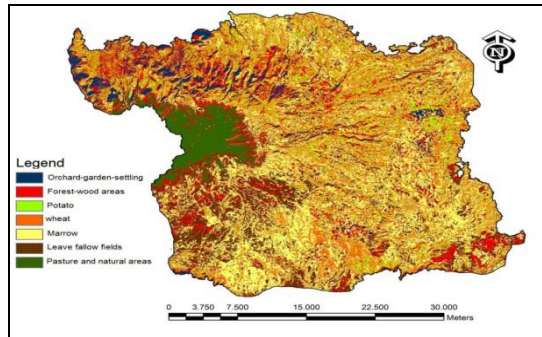 N
Legend
Orchard-garden-settling
Forest-wood areas
Potato
wheat
Marrow
Leave fallow fields
Pasture and natural areas
0 3.750 7.500 15.000 22.500 30.000
Meters